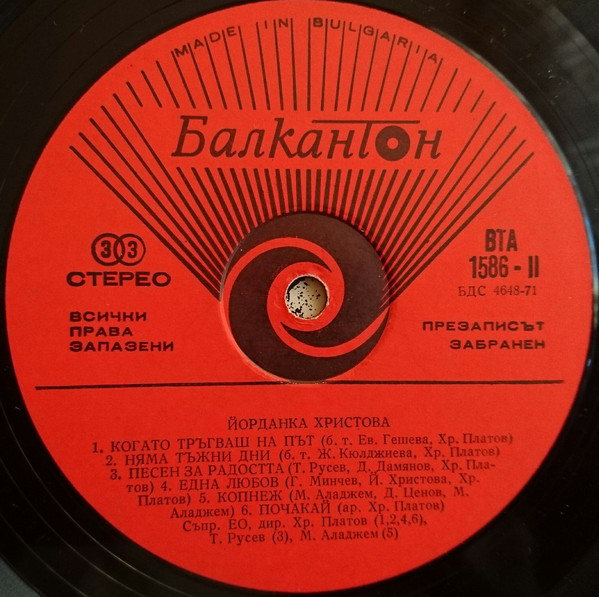 MADE IN BULGARIA
Балкантон
33
СТЕРЕО
ВТА
1586 - II
БДС 4648-71
ВСИЧКИ
ПРАВА
ЗАПАЗЕНИ
ПРЕЗАПИСЪТ
ЗАБРАНЕН
ЙОРДАНКА ХРИСТОВА
1. КОГАТО ТРЪГВАШ НА ПЪТ (б. т. Ев. Гешева, Хр. Платов)
2. НЯМА ТЪЖНИ ДНИ (б. т. Ж. Кюлджиева, Хр. Платов)
3. ПЕСЕН ЗА РАДОСТТА (Т. Русев, Д. Дамянов, Хр. Пла-
тов) 4. ЕДНА ЛЮБОВ (Г. Минчев, Й. Христова, Хр.
Платов) 5. КОПНЕЖ (М. Аладжем, Д. Ценов, М.
Аладжем) 6. ПОЧАКАЙ (ар. Хр. Платов)
Съпр. ЕО, дир. Хр. Платов (1,2,4,6),
Т. Русев (3), М. Аладжем (5)